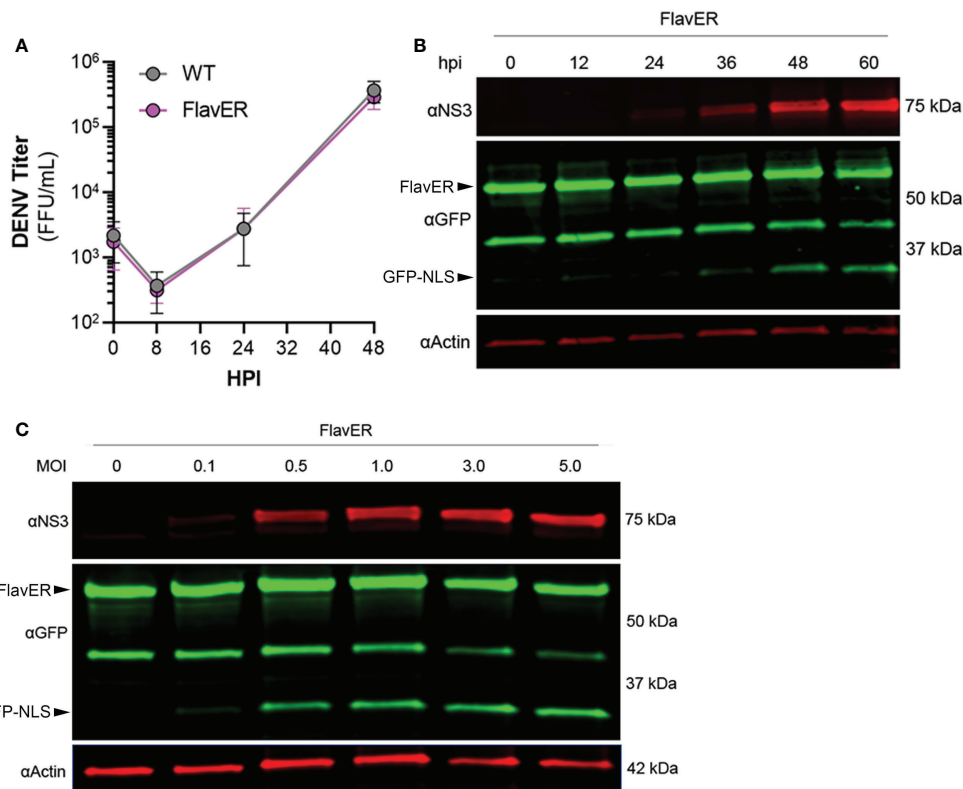 A
DENV Titer
(FFU/mL)
10⁶
10⁵
10⁴
10³
10²
WT
FlavER
0 8 16 24 32 40 48
HPI
B
FlavER
hpi 0 12 24 36 48 60
αNS3 75 kDa
FlavER
50 kDa
αGFP
37 kDa
GFP-NLS
αActin
C
FlavER
MOI 0 0.1 0.5 1.0 3.0 5.0
αNS3 75 kDa
FlavER
50 kDa
αGFP
37 kDa
FP-NLS
αActin 42 kDa